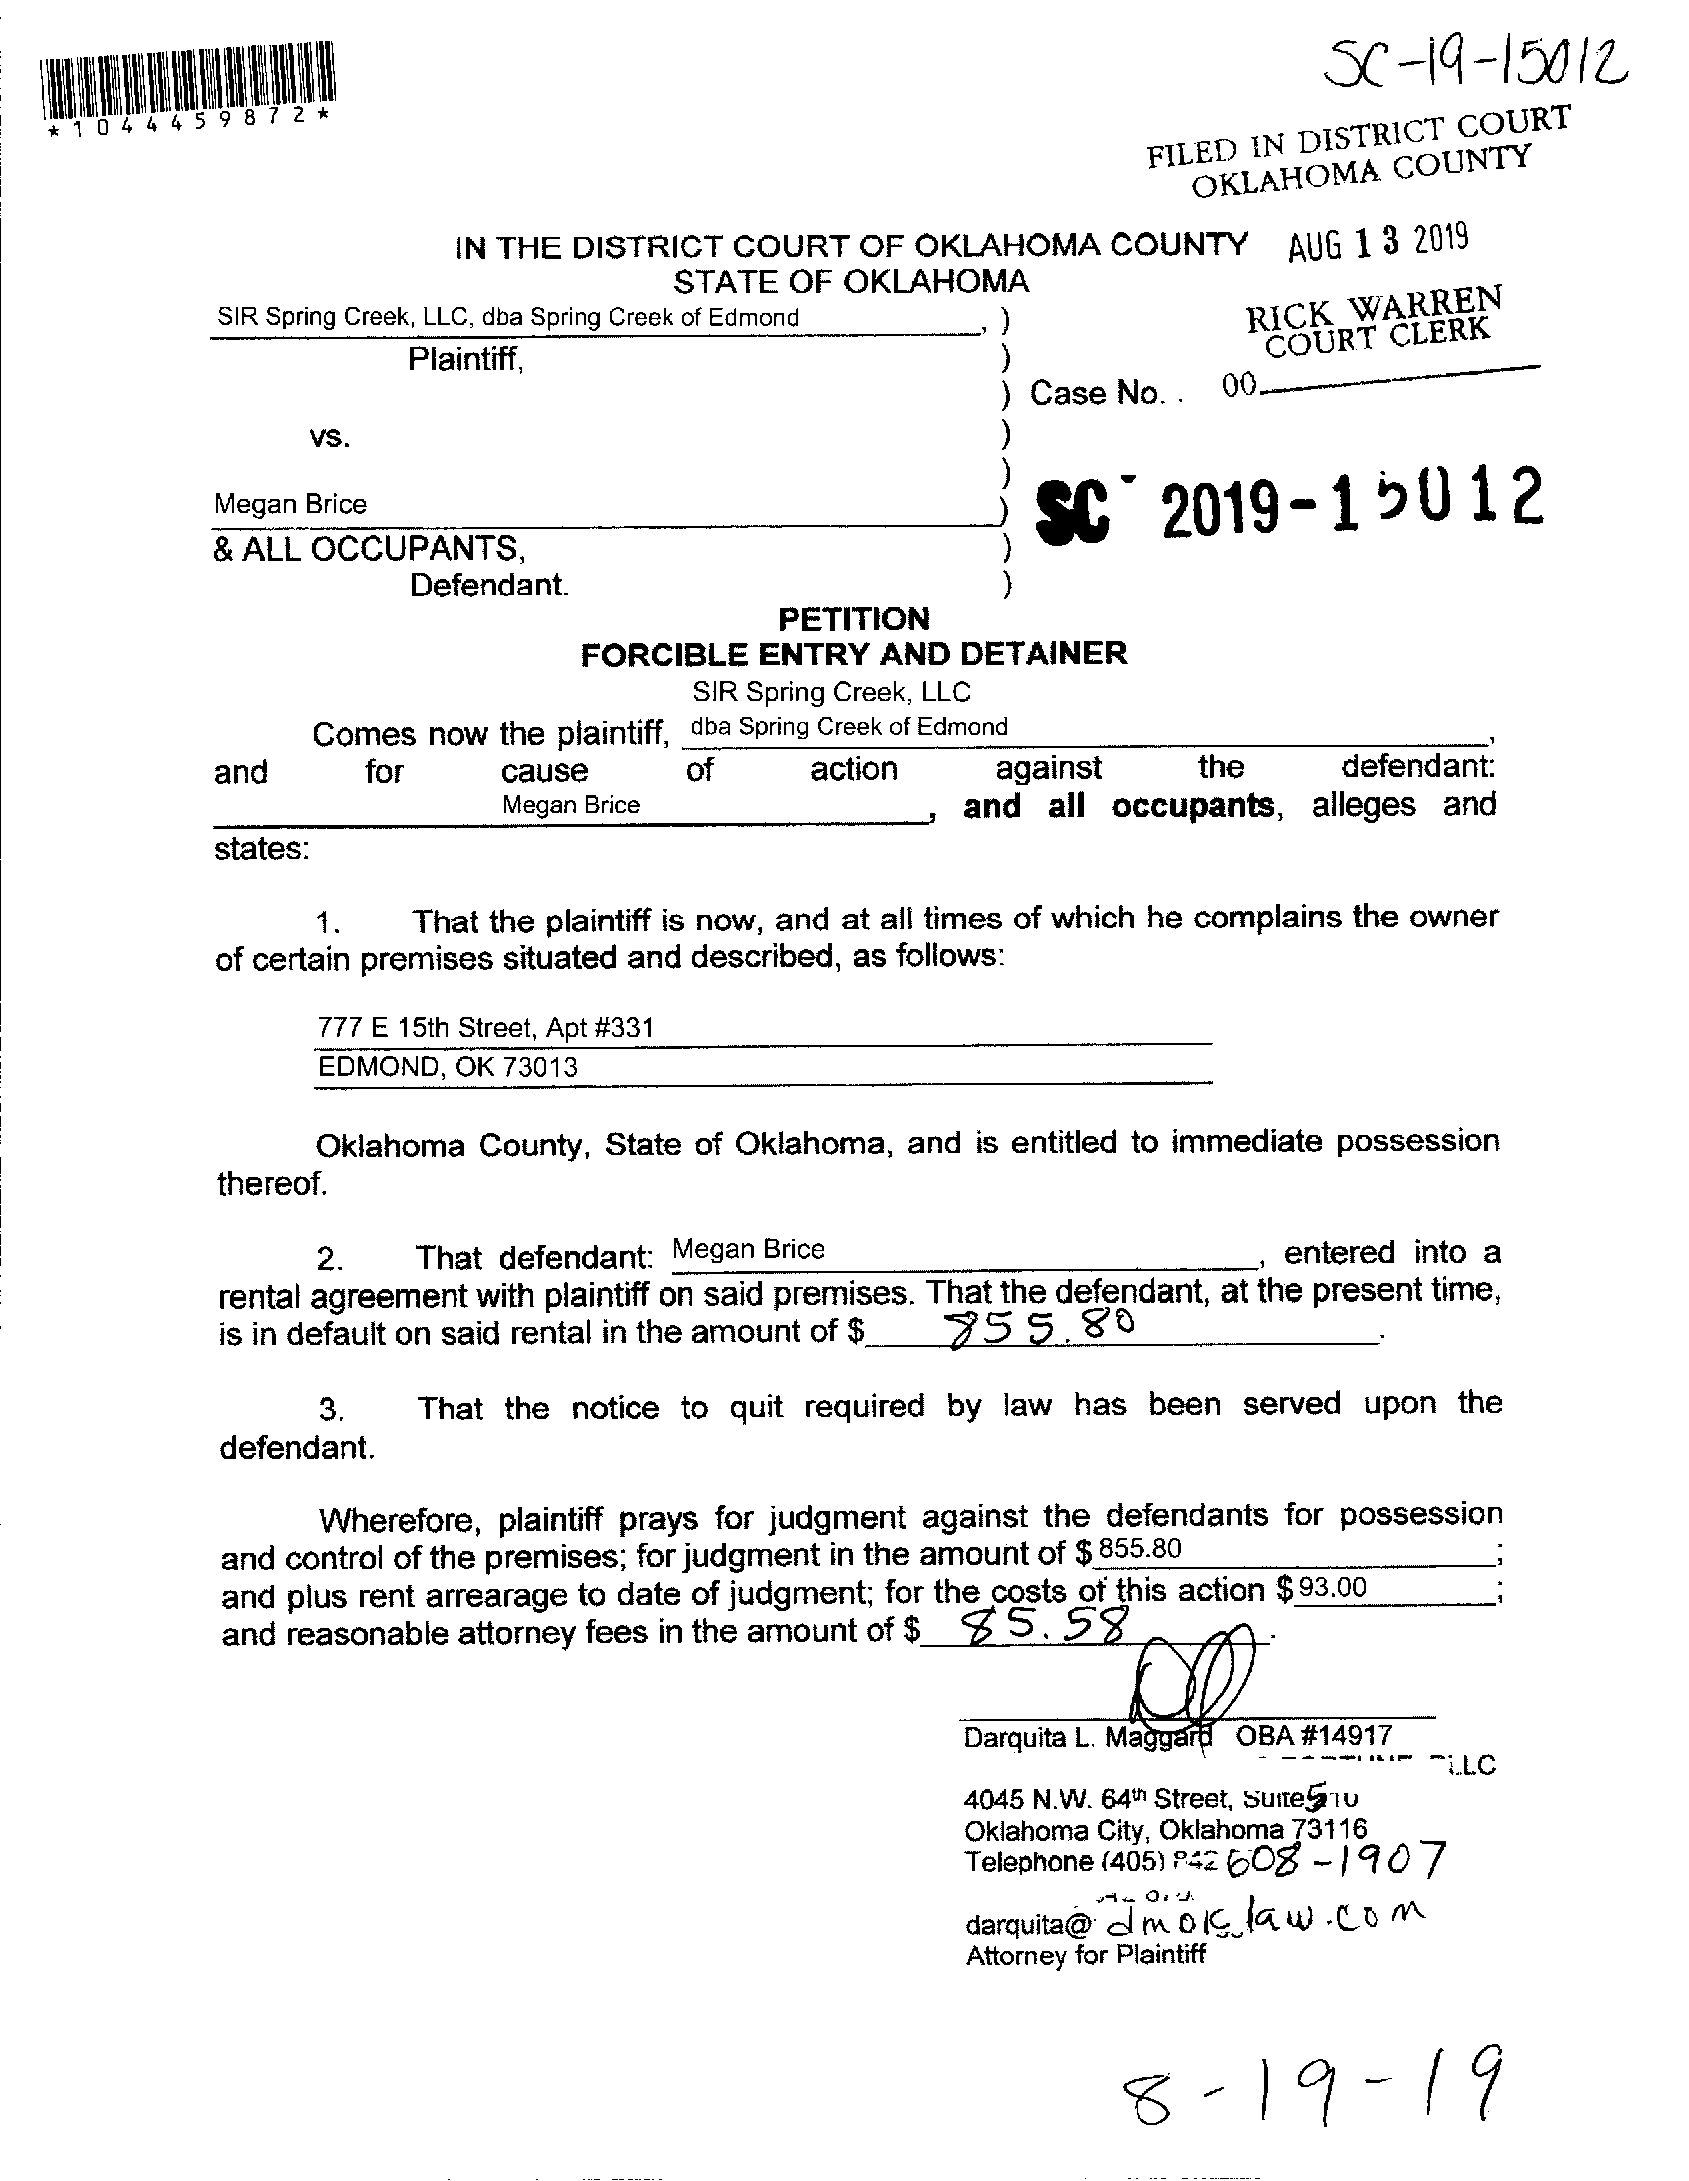 SC-19-15012
*1044459872*
FILED IN DISTRICT COURT
OKLAHOMA COUNTY
IN THE DISTRICT COURT OF OKLAHOMA COUNTY AUG 13 2019
STATE OF OKLAHOMA
SIR Spring Creek, LLC, dba Spring Creek of Edmond, )
RICK WARREN
COURT CLERK
Plaintiff, )
) Case No. . 00
vs. )
)
Megan Brice ) SC 2019-15012
& ALL OCCUPANTS, )
Defendant. )
PETITION
FORCIBLE ENTRY AND DETAINER
SIR Spring Creek, LLC
Comes now the plaintiff, dba Spring Creek of Edmond,
and for cause of action against the defendant:
Megan Brice, and all occupants, alleges and
states:
1. That the plaintiff is now, and at all times of which he complains the owner
of certain premises situated and described, as follows:
777 E 15th Street, Apt #331
EDMOND, OK 73013
Oklahoma County, State of Oklahoma, and is entitled to immediate possession
thereof.
2. That defendant: Megan Brice, entered into a
rental agreement with plaintiff on said premises. That the defendant, at the present time,
is in default on said rental in the amount of $ 855.80.
3. That the notice to quit required by law has been served upon the
defendant.
Wherefore, plaintiff prays for judgment against the defendants for possession
and control of the premises; for judgment in the amount of $ 855.80;
and plus rent arrearage to date of judgment; for the costs of this action $ 93.00;
and reasonable attorney fees in the amount of $ 85.58.
Darquita L. Maggard OBA #14917
LLC
4045 N.W. 64th Street, Suite 510
Oklahoma City, Oklahoma 73116
Telephone (405) 608-1907
darquita@dmoklaw.com
Attorney for Plaintiff
8-19-19